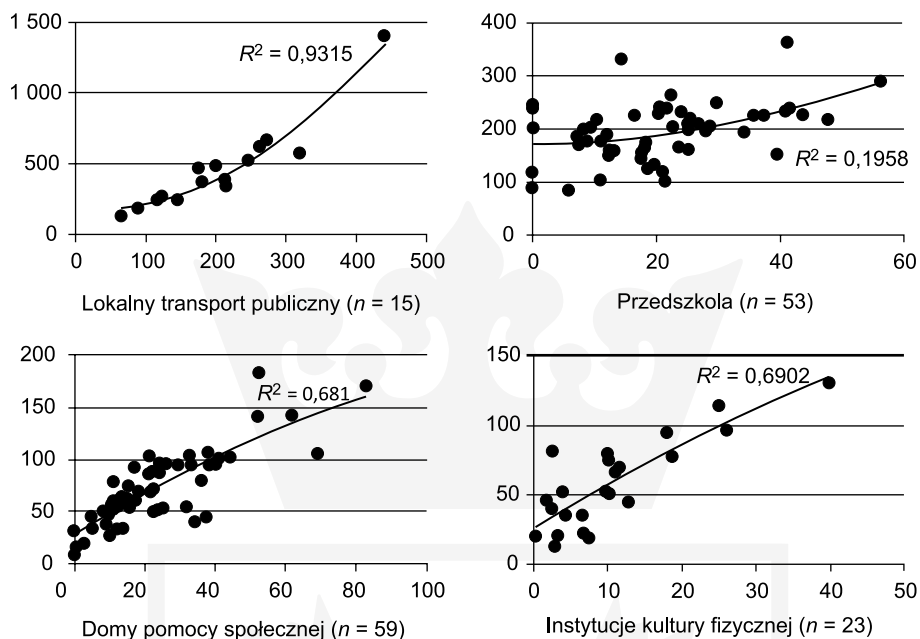 1 500
1 000
500
0
R² = 0,9315
0 100 200 300 400 500
Lokalny transport publiczny (n = 15)
400
300
200
100
0
R² = 0,1958
0 20 40 60
Przedszkola (n = 53)
200
150
100
50
0
R² = 0,681
0 20 40 60 80 100
Domy pomocy społecznej (n = 59)
150
100
50
0
R² = 0,6902
0 10 20 30 40 50
Instytucje kultury fizycznej (n = 23)